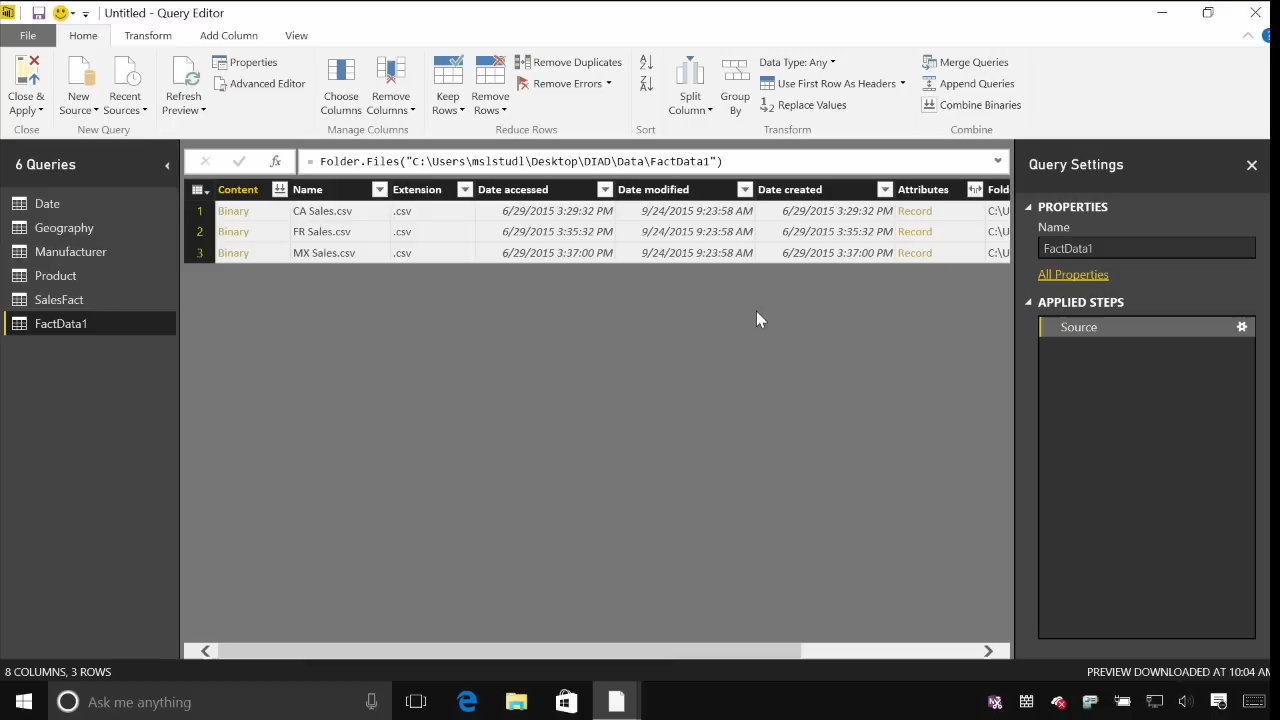 Untitled - Query Editor
File Home Transform Add Column View
Close & Apply
New Source
Recent Sources
Refresh Preview
Properties
Advanced Editor
Choose Columns
Remove Columns
Keep Rows
Remove Rows
Remove Duplicates
Remove Errors
Split Column
Group By
Data Type: Any
Use First Row As Headers
Replace Values
Merge Queries
Append Queries
Combine Binaries
Close New Query Manage Columns Reduce Rows Sort Transform Combine
6 Queries
Date
Geography
Manufacturer
Product
SalesFact
FactData1
fx = Folder.Files("C:\Users\mslstudl\Desktop\DIAD\Data\FactData1")
Content Name Extension Date accessed Date modified Date created Attributes Fold
1 Binary CA Sales.csv .csv 6/29/2015 3:29:32 PM 9/24/2015 9:23:58 AM 6/29/2015 3:29:32 PM Record C:\U
2 Binary FR Sales.csv .csv 6/29/2015 3:35:32 PM 9/24/2015 9:23:58 AM 6/29/2015 3:35:32 PM Record C:\U
3 Binary MX Sales.csv .csv 6/29/2015 3:37:00 PM 9/24/2015 9:23:58 AM 6/29/2015 3:37:00 PM Record C:\U
Query Settings
PROPERTIES
Name
FactData1
All Properties
APPLIED STEPS
Source
8 COLUMNS, 3 ROWS
PREVIEW DOWNLOADED AT 10:04 AM
Ask me anything